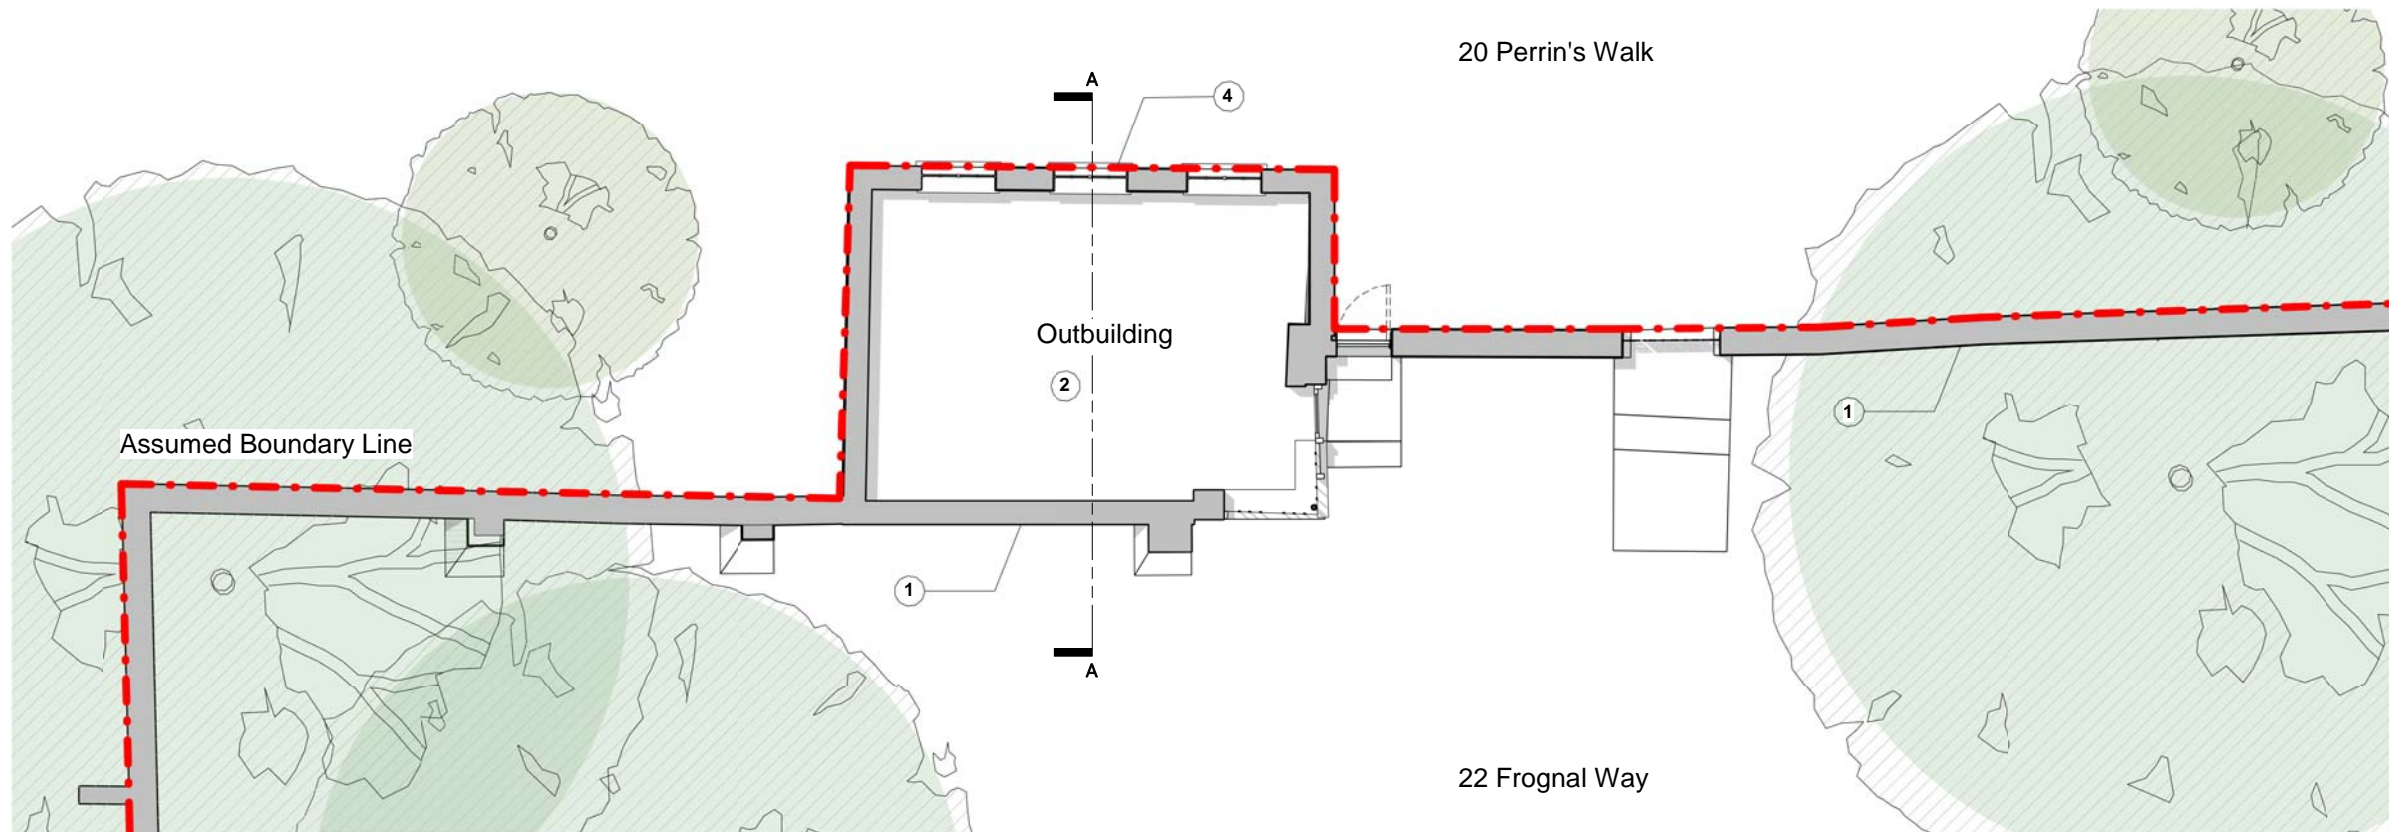 20 Perrin's Walk
A
4
Outbuilding
2
1
Assumed Boundary Line
1
A
22 Frognal Way